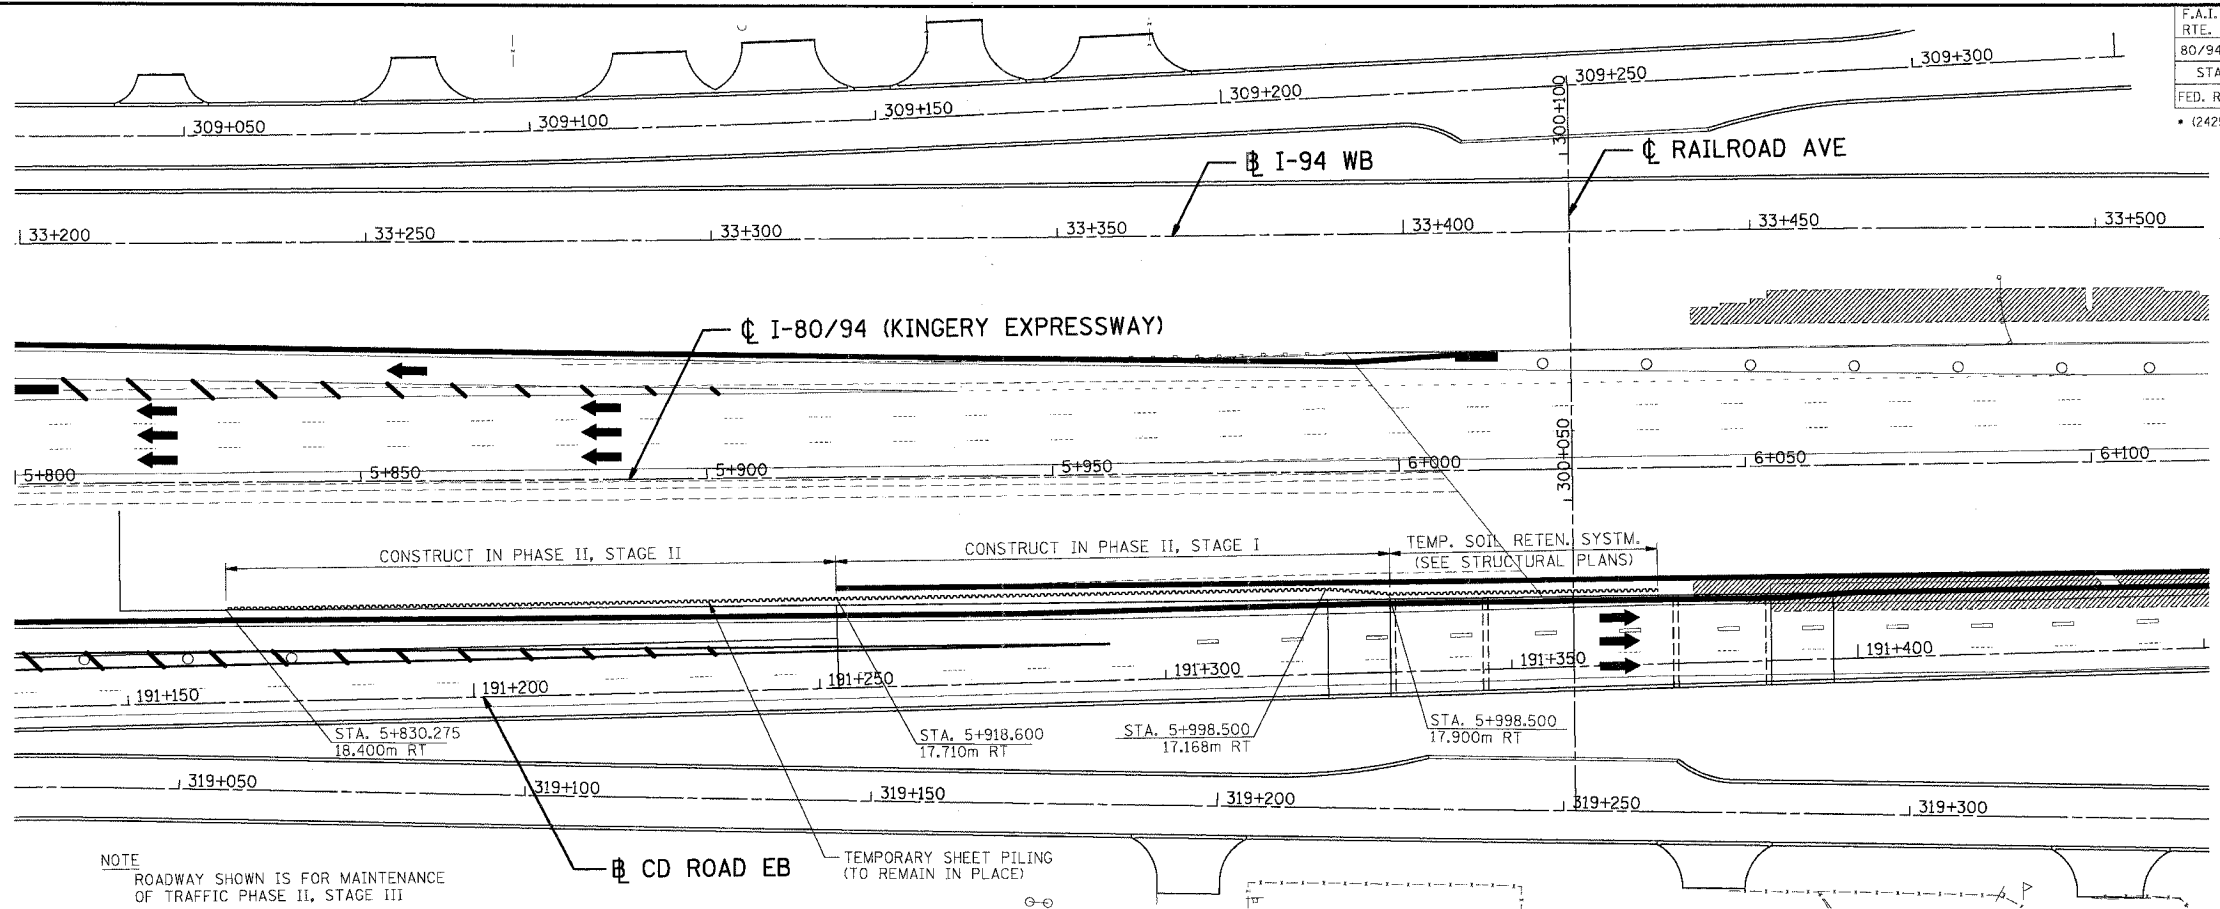 F.A.I.
RTE.
80/94
STA
FED. R
309+300
309+250
309+200
309+150
309+100
309+050
300+100
℄ RAILROAD AVE
B̲L I-94 WB
33+200
33+250
33+300
33+350
33+400
33+450
33+500
℄ I-80/94 (KINGERY EXPRESSWAY)
300+050
5+800
5+850
5+900
5+950
6+000
6+050
6+100
CONSTRUCT IN PHASE II, STAGE II
CONSTRUCT IN PHASE II, STAGE I
TEMP. SOIL RETEN. SYSTM.
(SEE STRUCTURAL PLANS)
191+150
191+200
191+250
191+300
191+350
191+400
STA. 5+830.275
18.400m RT
STA. 5+918.600
17.710m RT
STA. 5+998.500
17.168m RT
STA. 5+998.500
17.900m RT
319+050
319+100
319+150
319+200
319+250
319+300
B̲L CD ROAD EB
TEMPORARY SHEET PILING
(TO REMAIN IN PLACE)
NOTE
ROADWAY SHOWN IS FOR MAINTENANCE
OF TRAFFIC PHASE II, STAGE III